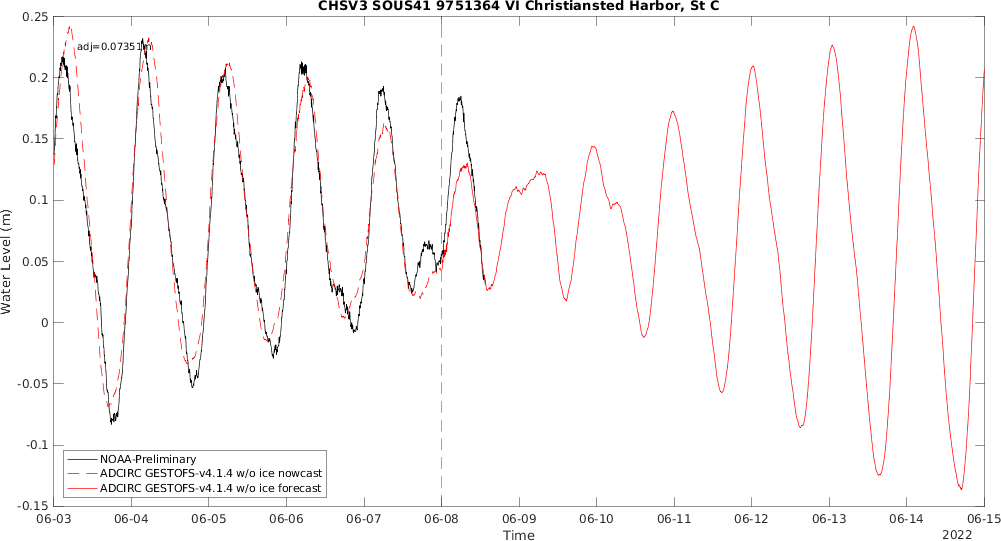 CHSV3 SOUS41 9751364 VI Christiansted Harbor, St C
adj=0.07351m
0.25
0.2
0.15
0.1
0.05
0
-0.05
-0.1
-0.15
Water Level (m)
NOAA-Preliminary
ADCIRC GESTOFS-v4.1.4 w/o ice nowcast
ADCIRC GESTOFS-v4.1.4 w/o ice forecast
06-03 06-04 06-05 06-06 06-07 06-08 06-09 06-10 06-11 06-12 06-13 06-14 06-15
Time
2022